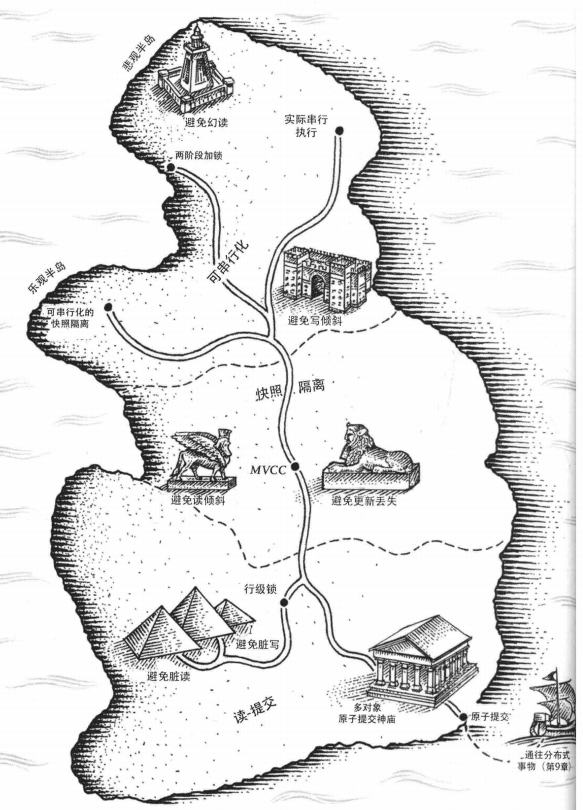 悲观半岛
避免幻读
实际串行
执行
两阶段加锁
可串行化
乐观半岛
可串行化的
快照隔离
避免写倾斜
快照 隔离
MVCC
避免读倾斜
避免更新丢失
行级锁
避免脏写
避免脏读
读-提交
多对象
原子提交神庙
原子提交
通往分布式
事物（第9章）